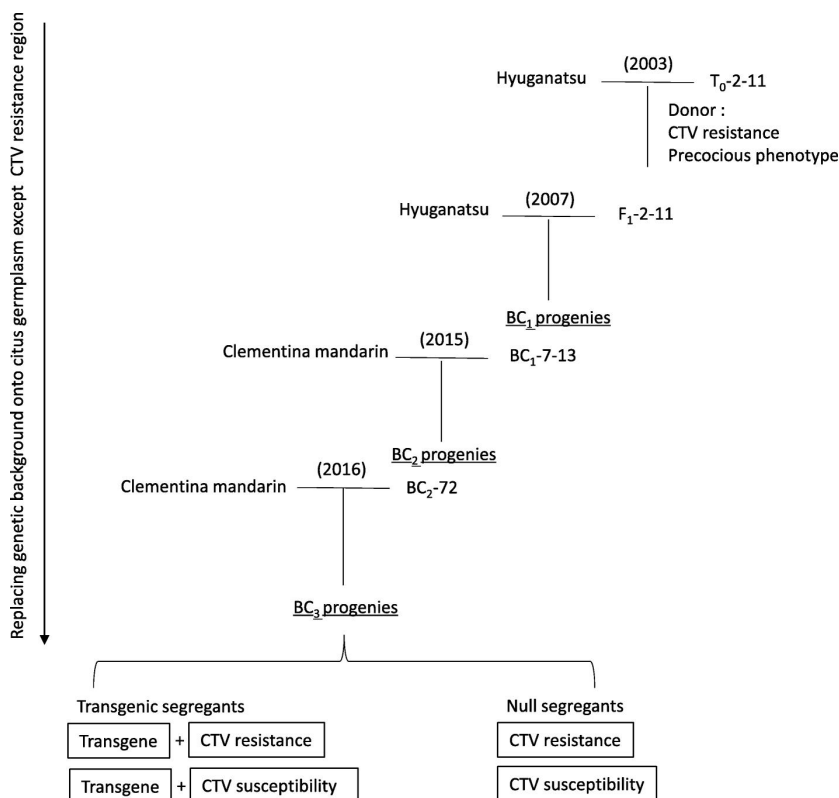 Replacing genetic background onto citus germplasm except CTV resistance region
(2003)
Hyuganatsu
T₀-2-11
Donor :
CTV resistance
Precocious phenotype
(2007)
Hyuganatsu
F₁-2-11
BC₁ progenies
(2015)
Clementina mandarin
BC₁-7-13
BC₂ progenies
(2016)
Clementina mandarin
BC₂-72
BC₃ progenies
Transgenic segregants
Transgene + CTV resistance
Transgene + CTV susceptibility
Null segregants
CTV resistance
CTV susceptibility